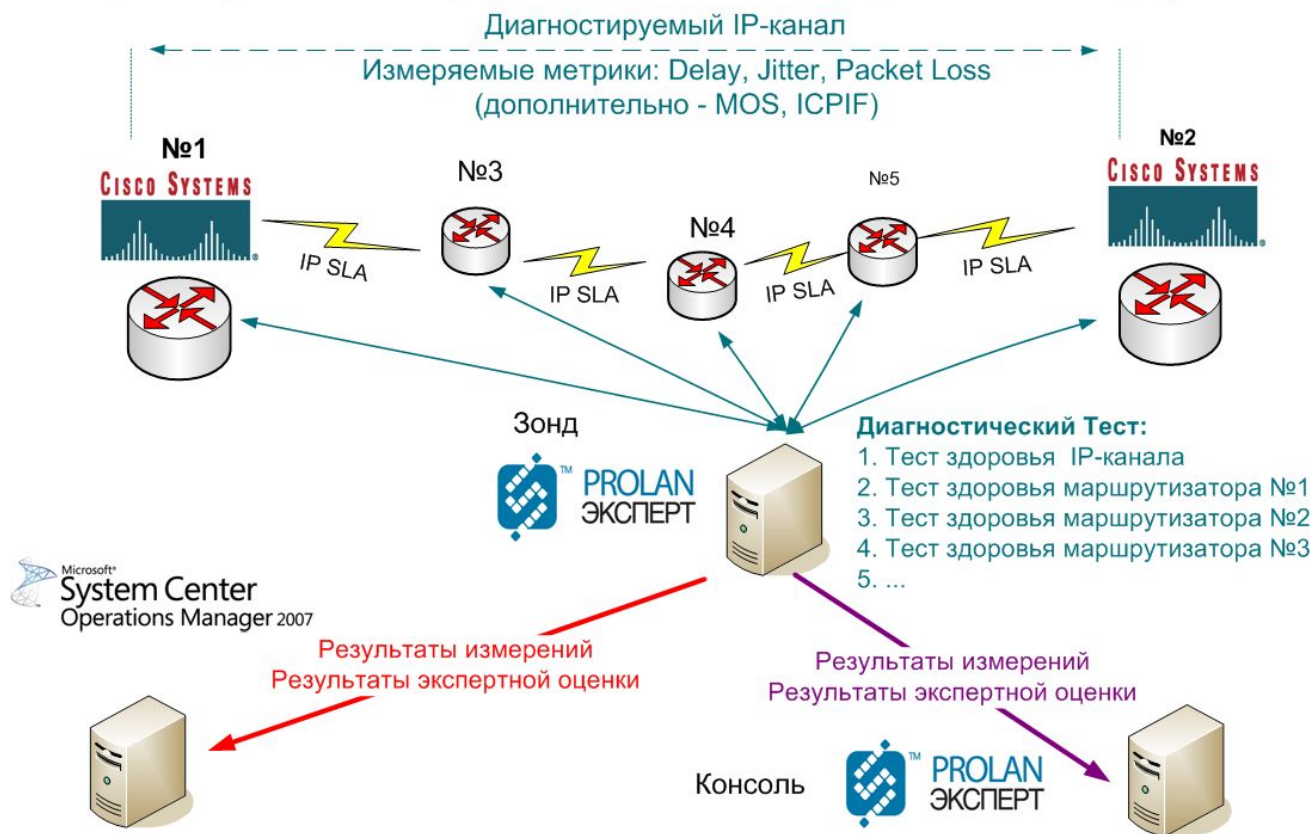 Диагностируемый IP-канал
Измеряемые метрики: Delay, Jitter, Packet Loss
(дополнительно - MOS, ICPIF)
№1
CISCO SYSTEMS
№3
№4
№5
№2
CISCO SYSTEMS
IP SLA
IP SLA
IP SLA
IP SLA
Зонд
PROLAN
ЭКСПЕРТ
TM
Диагностический Тест:
1. Тест здоровья IP-канала
2. Тест здоровья маршрутизатора №1
3. Тест здоровья маршрутизатора №2
4. Тест здоровья маршрутизатора №3
5. ...
Microsoft®
System Center
Operations Manager 2007
Результаты измерений
Результаты экспертной оценки
Результаты измерений
Результаты экспертной оценки
Консоль
TM
PROLAN
ЭКСПЕРТ